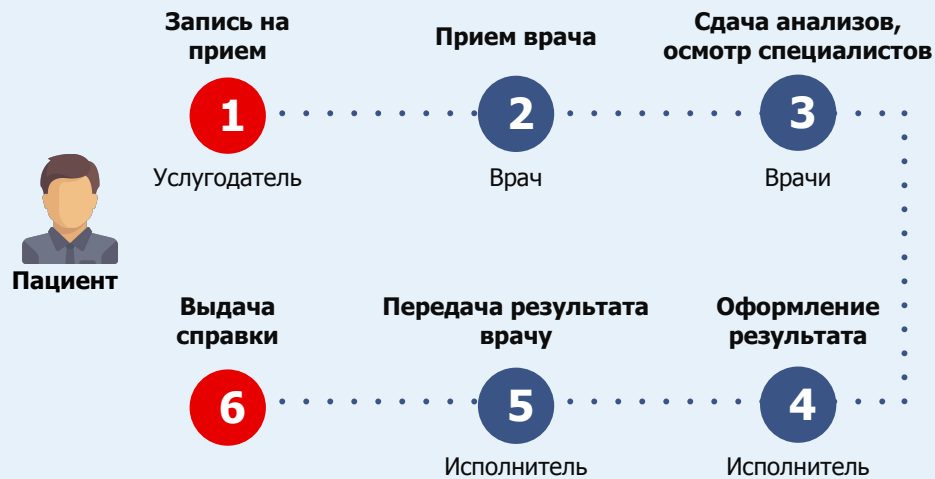 Запись на
прием
Прием врача
Сдача анализов,
осмотр специалистов
1
2
3
Услугодатель
Врач
Врачи
Пациент
Выдача
справки
Передача результата
врачу
Оформление
результата
6
5
4
Исполнитель
Исполнитель